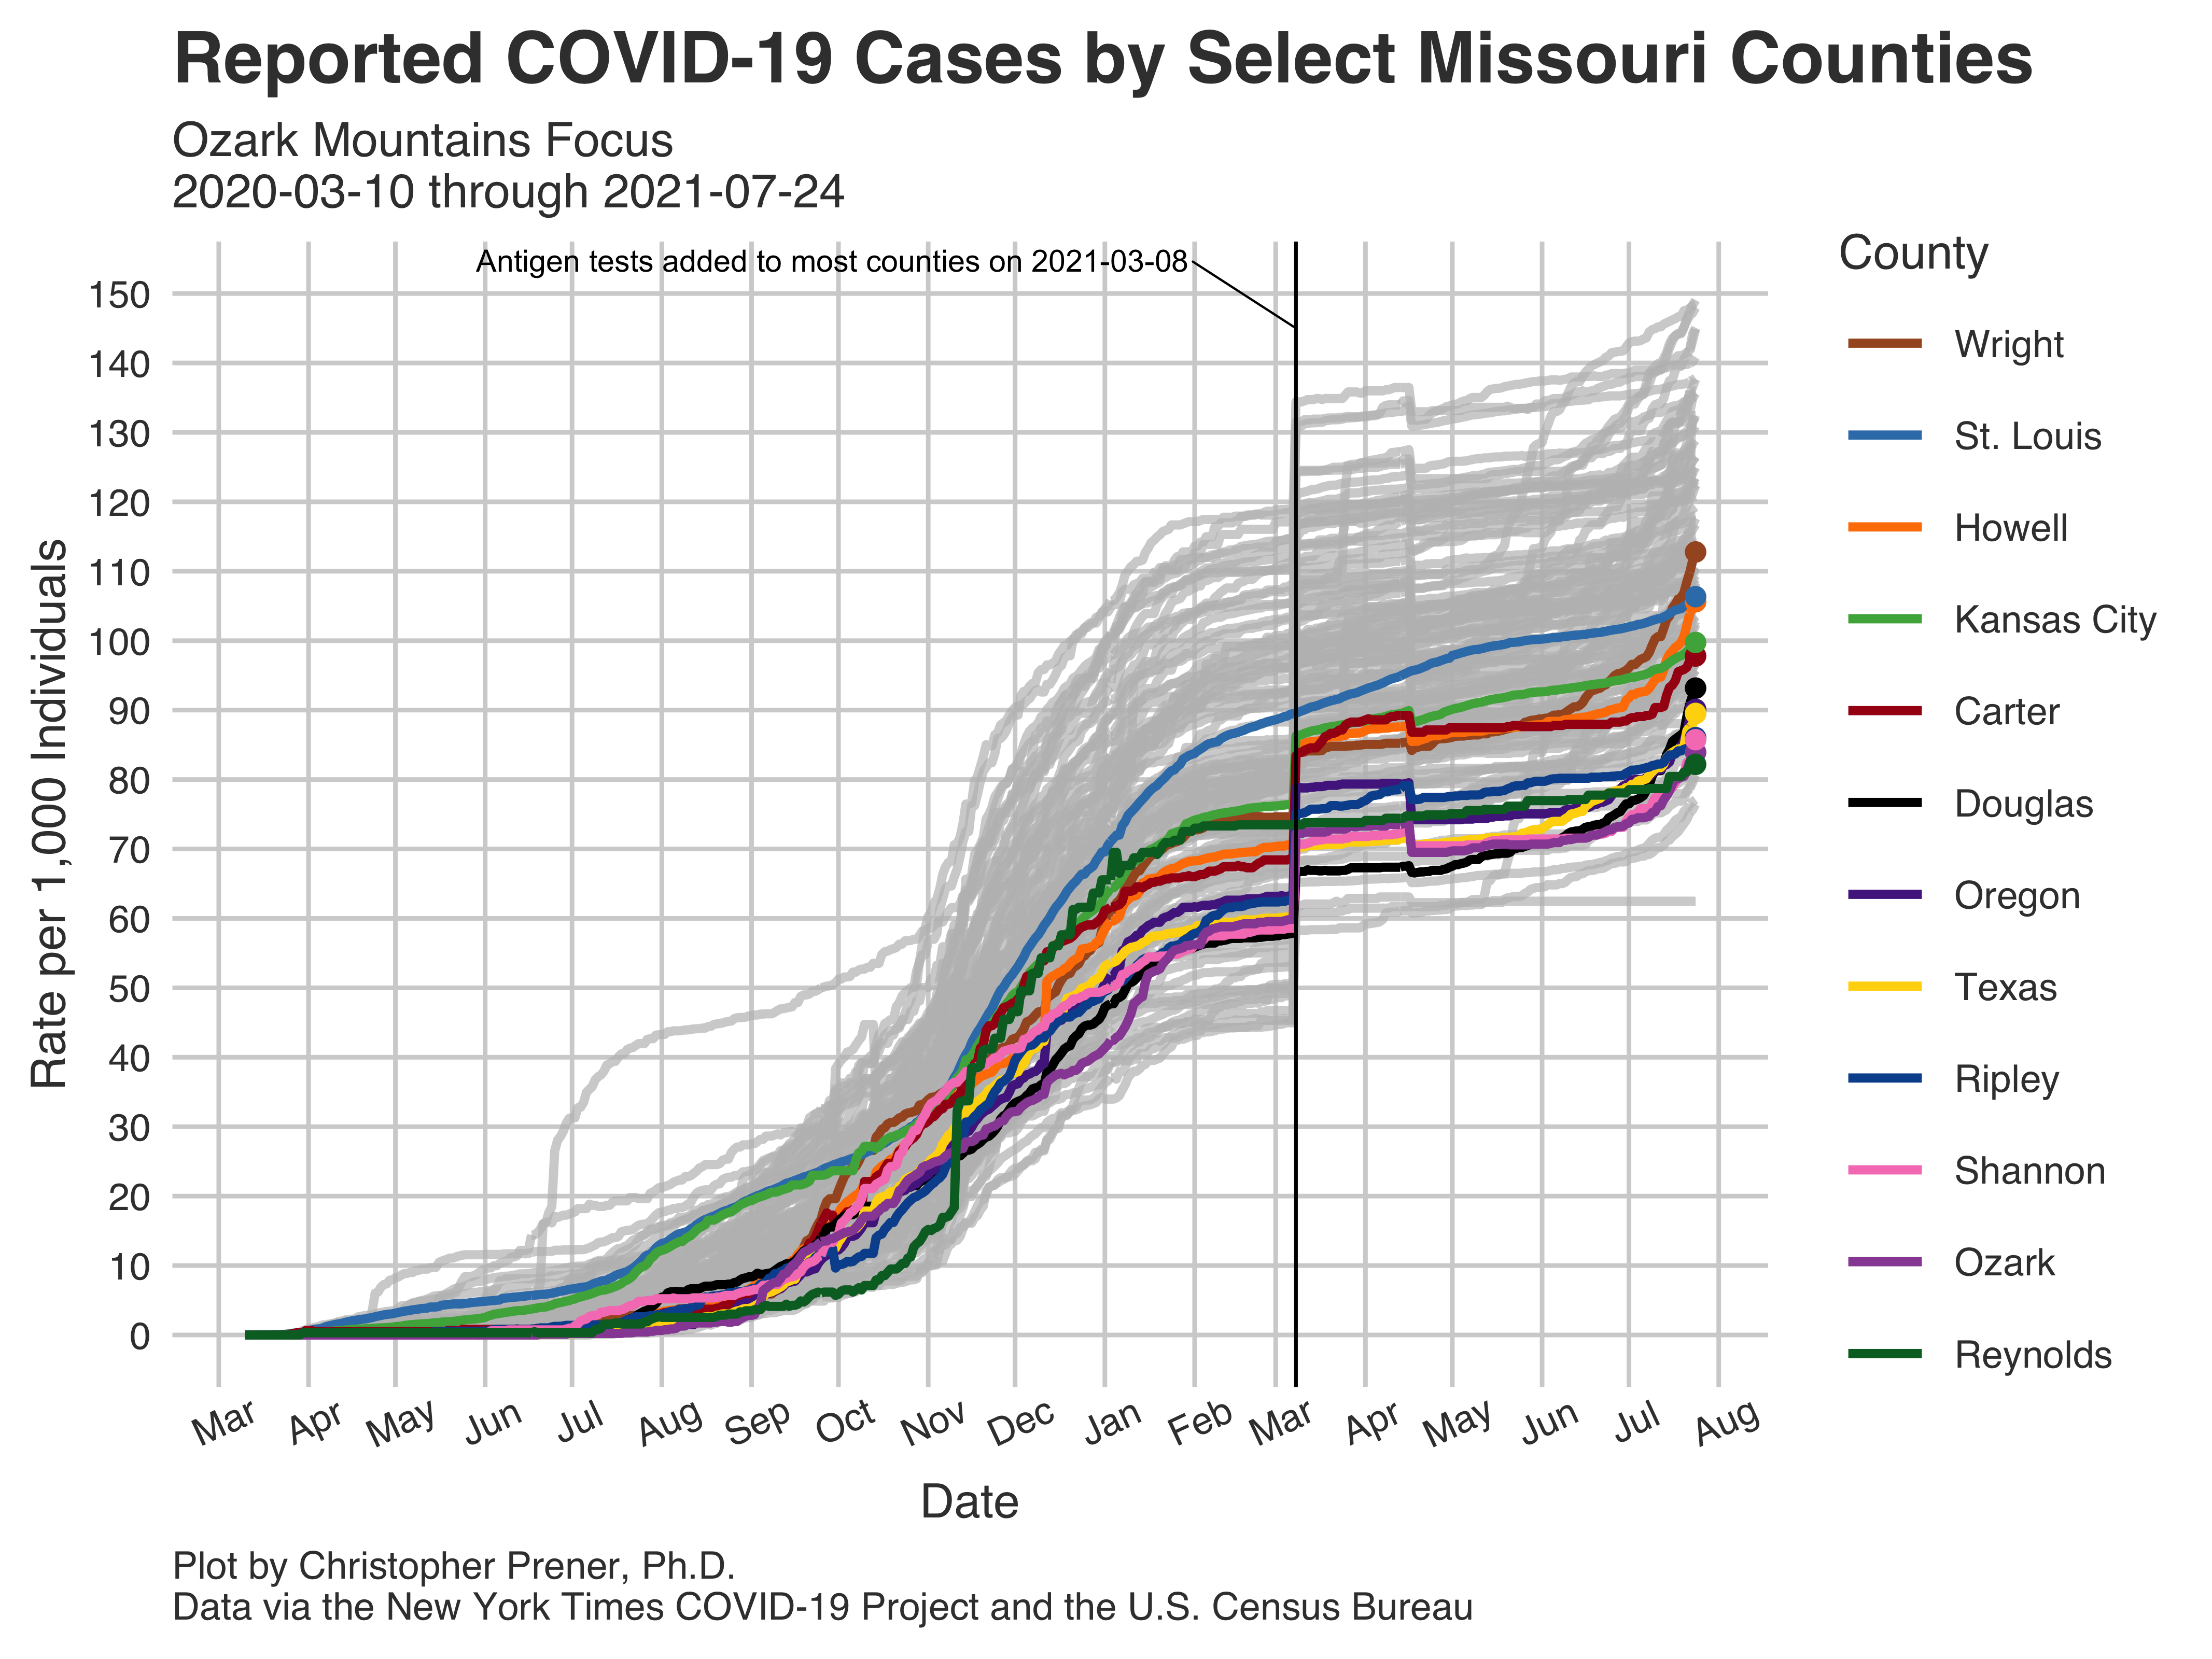 Reported COVID-19 Cases by Select Missouri Counties
Ozark Mountains Focus
2020-03-10 through 2021-07-24
Antigen tests added to most counties on 2021-03-08
Rate per 1,000 Individuals
150
140
130
120
110
100
90
80
70
60
50
40
30
20
10
0
Mar Apr May Jun Jul Aug Sep Oct Nov Dec Jan Feb Mar Apr May Jun Jul Aug
Date
County
Wright
St. Louis
Howell
Kansas City
Carter
Douglas
Oregon
Texas
Ripley
Shannon
Ozark
Reynolds
Plot by Christopher Prener, Ph.D.
Data via the New York Times COVID-19 Project and the U.S. Census Bureau